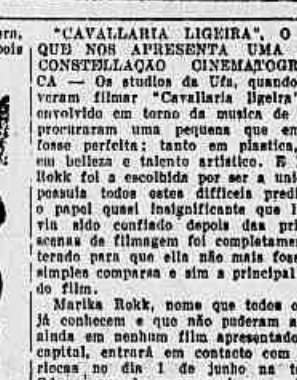 "CAVALLARIA LIGEIRA", O
QUE NOS APRESENTA UMA
CONSTELLAÇAO CINEMATOGR
CA — Os studios da Ufa, quando
veram filmar "Cavallaria ligeira"
envolvido em torno da musica de
procuraram uma pequena que em
fosse perfeita: tanto em plastica,
em belleza e talento artistico. E
Rokk foi a escolhida por ser a uni
possuia todos estes difficeis predi
o papel quasi insignificante que l
via sido confiado depois das pri
scenas de filmagem foi completame
terado para que ella não mais fos
simples comparsa e sim a principal
do film.
Marika Rokk, nome que todos
já conhecem e que não puderam a
ainda em nenhum film apresentado
capital, entrará em contacto com
riocas no dia 1 de junho na t